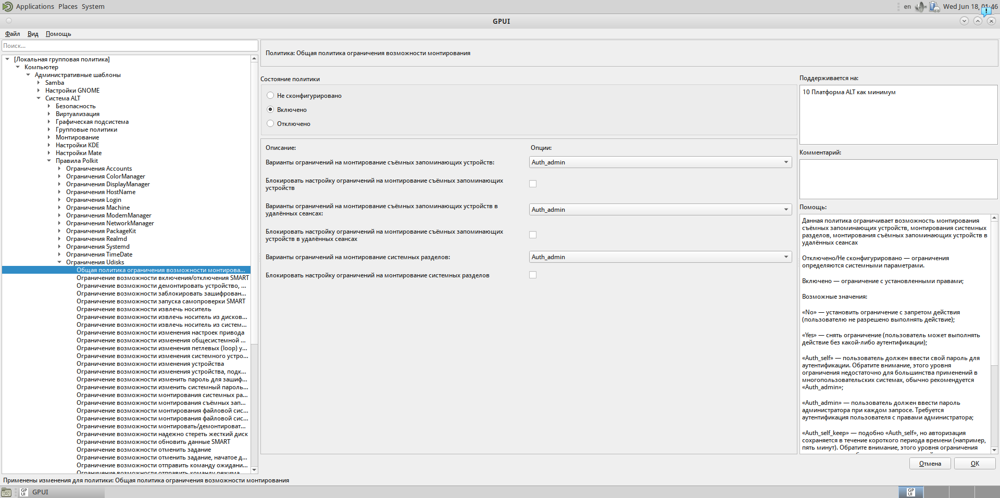 Applications Places System
en Wed Jun 18, 01:46
GPUI
Файл Вид Помощь
Поиск...
[Локальная групповая политика]
Компьютер
Административные шаблоны
Samba
Настройки GNOME
Система ALT
Безопасность
Виртуализация
Графическая подсистема
Групповые политики
Монтирование
Настройки KDE
Настройки Mate
Правила Polkit
Ограничения Accounts
Ограничения ColorManager
Ограничения DisplayManager
Ограничения HostName
Ограничения Login
Ограничения Machine
Ограничения ModemManager
Ограничения NetworkManager
Ограничения PackageKit
Ограничения Realmd
Ограничения Systemd
Ограничения TimeDate
Ограничения Udisks
Общая политика ограничения возможности монтирова...
Ограничение возможности включения/отключения SMART
Ограничение возможности демонтировать устройство, ...
Ограничение возможности заблокировать зашифрован...
Ограничение возможности запуска самопроверки SMART
Ограничение возможности извлечь носитель
Ограничение возможности извлечь носитель из дисков...
Ограничение возможности извлечь носитель из систем...
Ограничение возможности изменения настроек привода
Ограничение возможности изменения общесистемной ...
Ограничение возможности изменения петлевых (loop) у...
Ограничение возможности изменения системного устро...
Ограничение возможности изменения устройства
Ограничение возможности изменения устройства, подк...
Ограничение возможности изменить пароль для зашиф...
Ограничение возможности изменить системный пароль...
Ограничение возможности монтирования системных ра...
Ограничение возможности монтирования съёмных зап...
Ограничение возможности монтирования файловой сис...
Ограничение возможности монтирования файловой сис...
Ограничение возможности монтировать/демонтироват...
Ограничение возможности надежно стереть жесткий диск
Ограничение возможности обновить данные SMART
Ограничение возможности отменить задание
Ограничение возможности отменить задание, начатое д...
Ограничение возможности отправить команду ожидани...
Ограничение возможности отправить команду режима
Политика: Общая политика ограничения возможности монтирования
Состояние политики
Не сконфигурировано
Включено
Отключено
Описание: Опции:
Варианты ограничений на монтирование съёмных запоминающих устройств: Auth_admin
Блокировать настройку ограничений на монтирование съёмных запоминающих
устройств
Варианты ограничений на монтирование съёмных запоминающих устройств в
удалённых сеансах: Auth_admin
Блокировать настройку ограничений на монтирование съёмных запоминающих
устройств в удалённых сеансах
Варианты ограничений на монтирование системных разделов: Auth_admin
Блокировать настройку ограничений на монтирование системных разделов
Поддерживается на:
10 Платформа ALT как минимум
Комментарий:
Помощь:
Данная политика ограничивает возможность монтирования
съёмных запоминающих устройств, монтирования системных
разделов, монтирования съёмных запоминающих устройств в
удалённых сеансах
Отключено/Не сконфигурировано — ограничения
определяются системными параметрами.
Включено — ограничение с установленными правами;
Возможные значения:
«No» — установить ограничение с запретом действия
(пользователю не разрешено выполнять действие);
«Yes» — снять ограничение (пользователь может выполнять
действие без какой-либо аутентификации);
«Auth_self» — пользователь должен ввести свой пароль для
аутентификации. Обратите внимание, этого уровня
ограничения недостаточно для большинства применений в
многопользовательских системах, обычно рекомендуется
«Auth_admin»;
«Auth_admin» — пользователь должен ввести пароль
администратора при каждом запросе. Требуется
аутентификация пользователя с правами администратора;
«Auth_self_keep» — подобно «Auth_self», но авторизация
сохраняется в течение короткого периода времени (например,
пять минут). Обратите внимание, этого уровня ограничения
Отмена OK
Применены изменения для политики: Общая политика ограничения возможности монтирования
GP UI GPUI
GP UI